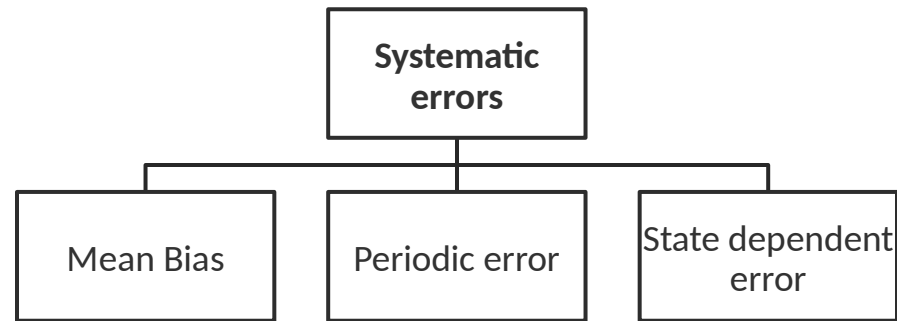 Systematic
errors
Mean Bias
Periodic error
State dependent
error